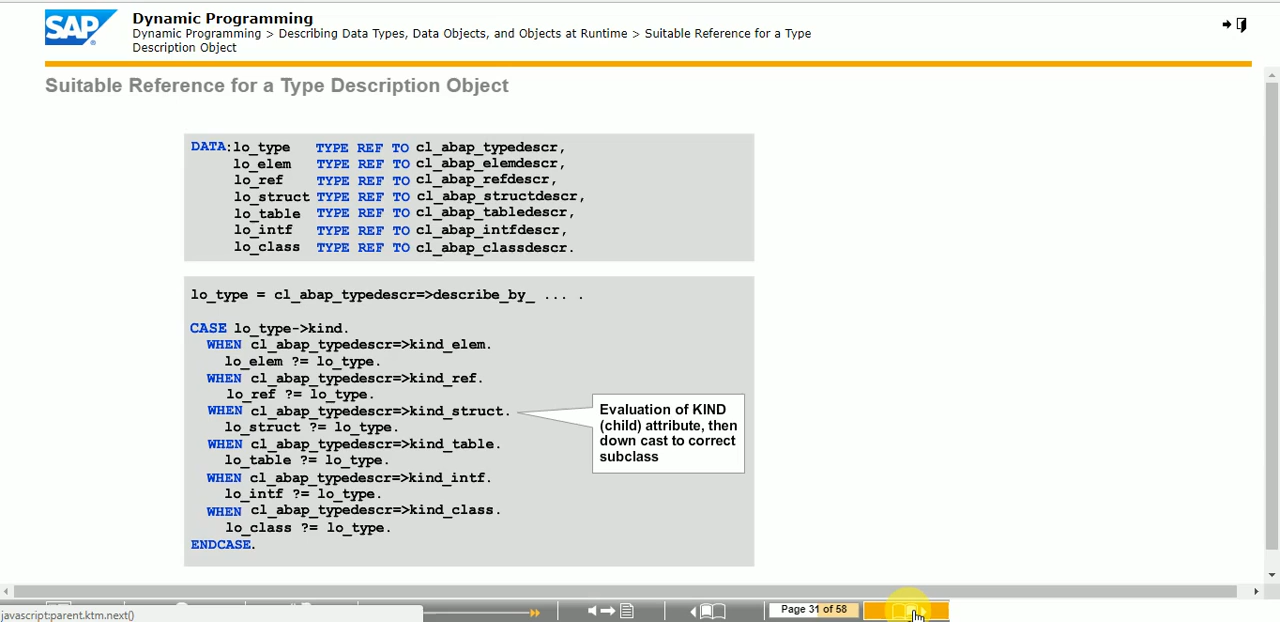 SAP
Dynamic Programming
Dynamic Programming > Describing Data Types, Data Objects, and Objects at Runtime > Suitable Reference for a Type
Description Object
Suitable Reference for a Type Description Object
DATA:lo_type TYPE REF TO cl_abap_typedescr,
lo_elem TYPE REF TO cl_abap_elemdescr,
lo_ref TYPE REF TO cl_abap_refdescr,
lo_struct TYPE REF TO cl_abap_structdescr,
lo_table TYPE REF TO cl_abap_tabledescr,
lo_intf TYPE REF TO cl_abap_intfdescr,
lo_class TYPE REF TO cl_abap_classdescr.
lo_type = cl_abap_typedescr=>describe_by_ ... .
CASE lo_type->kind.
WHEN cl_abap_typedescr=>kind_elem.
lo_elem ?= lo_type.
WHEN cl_abap_typedescr=>kind_ref.
lo_ref ?= lo_type.
WHEN cl_abap_typedescr=>kind_struct.
lo_struct ?= lo_type.
WHEN cl_abap_typedescr=>kind_table.
lo_table ?= lo_type.
WHEN cl_abap_typedescr=>kind_intf.
lo_intf ?= lo_type.
WHEN cl_abap_typedescr=>kind_class.
lo_class ?= lo_type.
ENDCASE.
Evaluation of KIND
(child) attribute, then
down cast to correct
subclass
javascript:parent.ktm.next()
Page 31 of 58